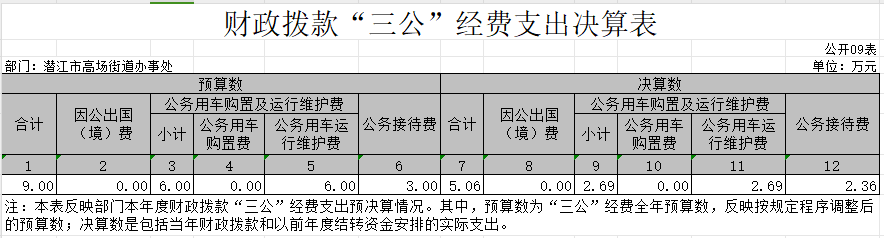 财政拨款“三公”经费支出决算表
公开09表
部门：潜江市高场街道办事处 单位：万元
预算数 决算数
合计 因公出国（境）费 公务用车购置及运行维护费 公务接待费 合计 因公出国（境）费 公务用车购置及运行维护费 公务接待费
小计 公务用车购置费 公务用车运行维护费 小计 公务用车购置费 公务用车运行维护费
1 2 3 4 5 6 7 8 9 10 11 12
9.00 0.00 6.00 0.00 6.00 3.00 5.06 0.00 2.69 0.00 2.69 2.36
注：本表反映部门本年度财政拨款“三公”经费支出预决算情况。其中，预算数为“三公”经费全年预算数，反映按规定程序调整后
的预算数；决算数是包括当年财政拨款和以前年度结转资金安排的实际支出。